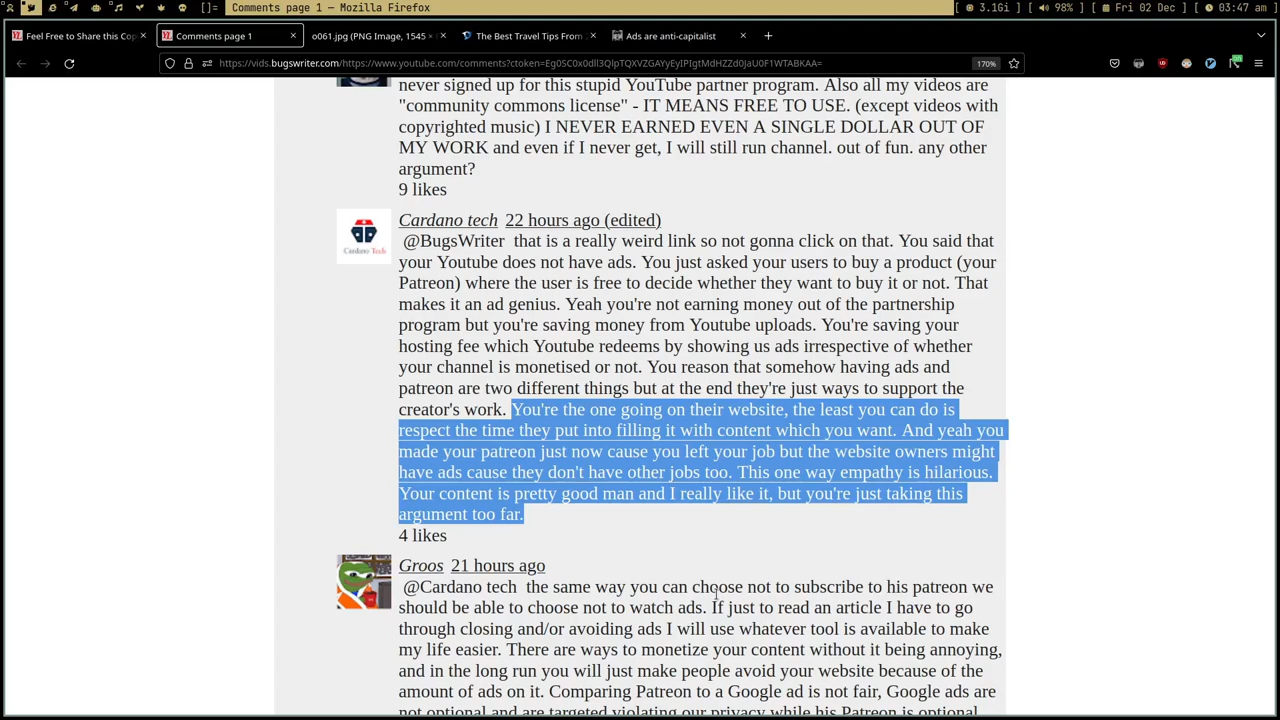 []= Comments page 1 — Mozilla Firefox
[ 3.1Gi ] [ 98% ] [ Fri 02 Dec ] [ 03:47 am ]
Feel Free to Share this Cop × Comments page 1 × o061.jpg (PNG Image, 1545 × The Best Travel Tips From × Ads are anti-capitalist × +
170%
never signed up for this stupid YouTube partner program. Also all my videos are
"community commons license" - IT MEANS FREE TO USE. (except videos with
copyrighted music) I NEVER EARNED EVEN A SINGLE DOLLAR OUT OF
MY WORK and even if I never get, I will still run channel. out of fun. any other
argument?
9 likes
Cardano Tech
Cardano tech 22 hours ago (edited)
@BugsWriter that is a really weird link so not gonna click on that. You said that
your Youtube does not have ads. You just asked your users to buy a product (your
Patreon) where the user is free to decide whether they want to buy it or not. That
makes it an ad genius. Yeah you're not earning money out of the partnership
program but you're saving money from Youtube uploads. You're saving your
hosting fee which Youtube redeems by showing us ads irrespective of whether
your channel is monetised or not. You reason that somehow having ads and
patreon are two different things but at the end they're just ways to support the
creator's work. You're the one going on their website, the least you can do is
respect the time they put into filling it with content which you want. And yeah you
made your patreon just now cause you left your job but the website owners might
have ads cause they don't have other jobs too. This one way empathy is hilarious.
Your content is pretty good man and I really like it, but you're just taking this
argument too far.
4 likes
Groos 21 hours ago
@Cardano tech the same way you can choose not to subscribe to his patreon we
should be able to choose not to watch ads. If just to read an article I have to go
through closing and/or avoiding ads I will use whatever tool is available to make
my life easier. There are ways to monetize your content without it being annoying,
and in the long run you will just make people avoid your website because of the
amount of ads on it. Comparing Patreon to a Google ad is not fair, Google ads are
not optional and are targeted violating our privacy while his Patreon is optional